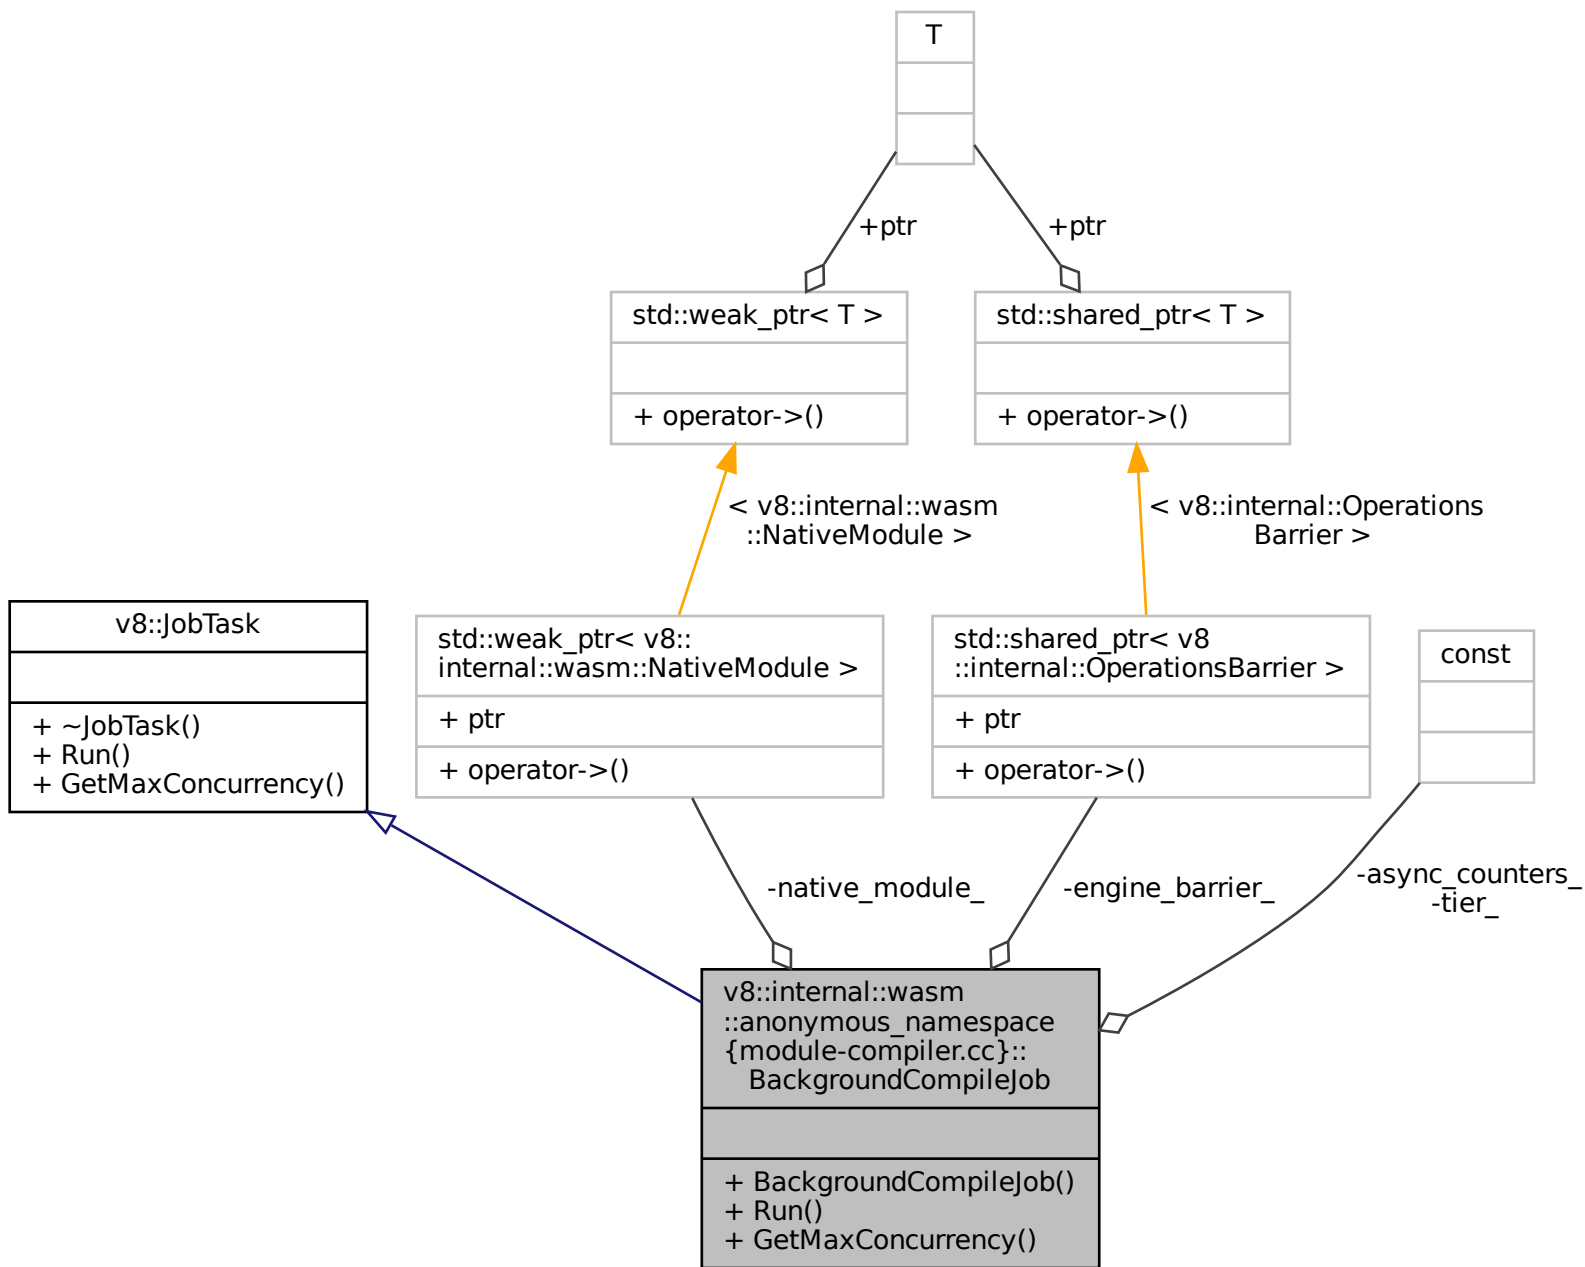 T
+ptr
+ptr
std::weak_ptr< T >
+ operator->()
std::shared_ptr< T >
+ operator->()
< v8::internal::wasm
::NativeModule >
< v8::internal::Operations
Barrier >
v8::JobTask
+ ~JobTask()
+ Run()
+ GetMaxConcurrency()
std::weak_ptr< v8::
internal::wasm::NativeModule >
+ ptr
+ operator->()
std::shared_ptr< v8
::internal::OperationsBarrier >
+ ptr
+ operator->()
const
-native_module_
-engine_barrier_
-async_counters_
-tier_
v8::internal::wasm
::anonymous_namespace
{module-compiler.cc}::
BackgroundCompileJob
+ BackgroundCompileJob()
+ Run()
+ GetMaxConcurrency()